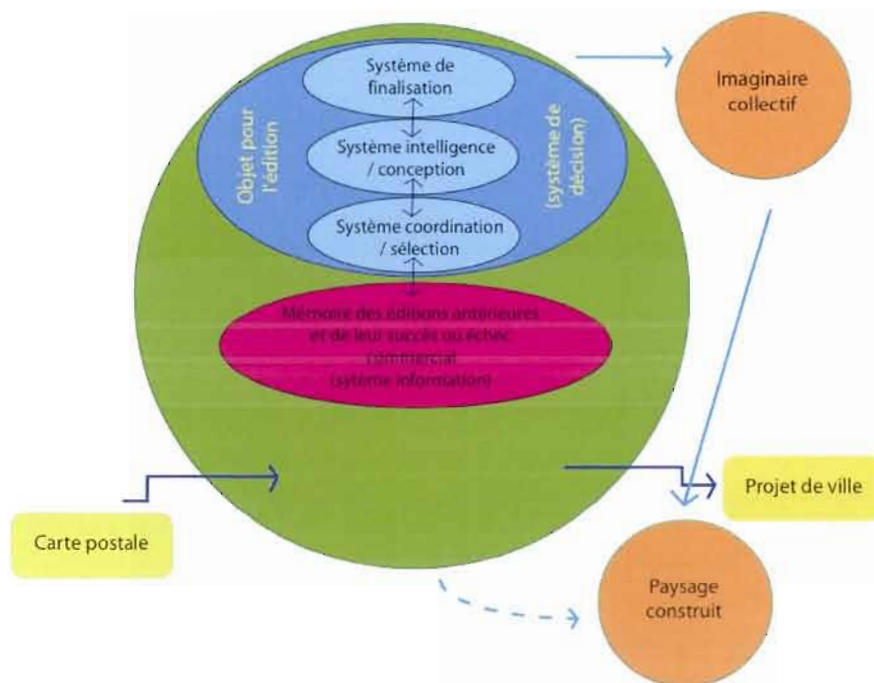 Système de
finalisation
Imaginaire
collectif
Objet pour
l'édition
Système intelligence
/ conception
(système de
décision)
Système coordination
/ sélection
Mémoire des éditions antérieures
et de leur succès ou échec
commercial
(sytème information)
Projet de ville
Carte postale
Paysage
construit